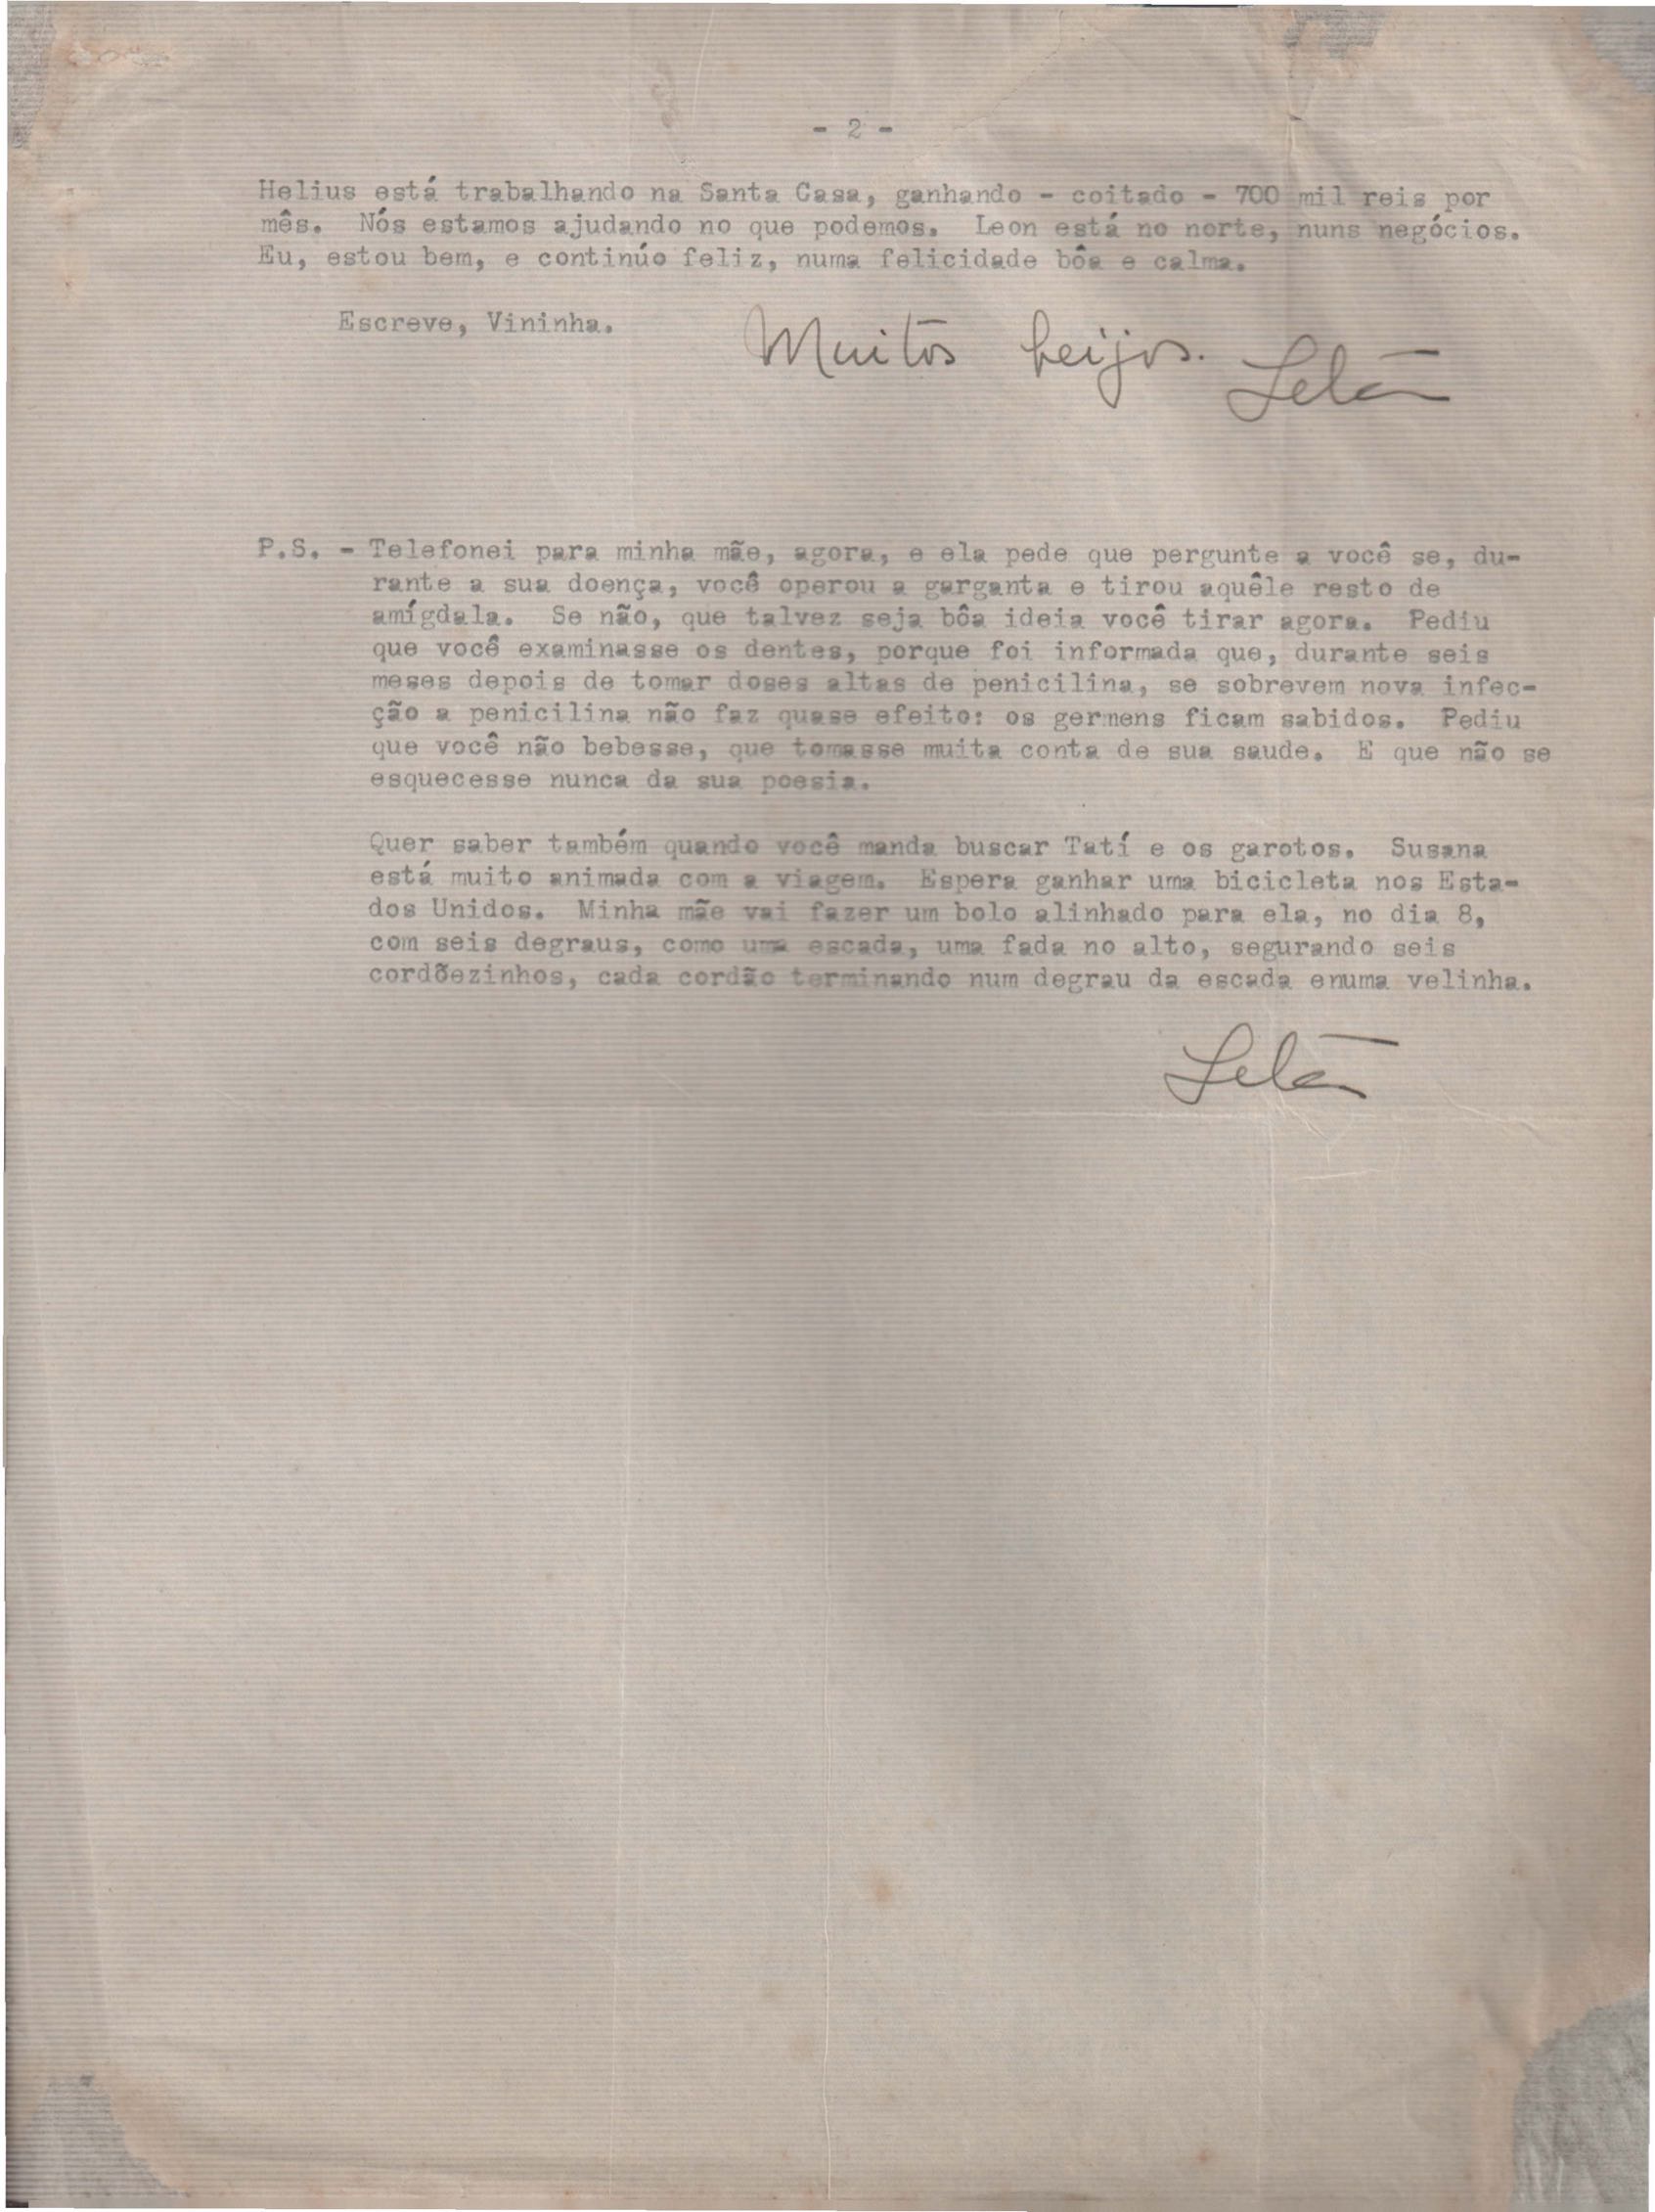 - 2 -
Helius está trabalhando na Santa Casa, ganhando - coitado - 700 mil reis por
mês. Nós estamos ajudando no que podemos. Leon está no norte, nuns negócios.
Eu, estou bem, e continúo feliz, numa felicidade bôa e calma.
Escreve, Vininha.
Muitos beijos. Letā
P.S. - Telefonei para minha mãe, agora, e ela pede que pergunte a você se, du-
rante a sua doença, você operou a garganta e tirou aquêle resto de
amígdala. Se não, que talvez seja bôa ideia você tirar agora. Pediu
que você examinasse os dentes, porque foi informada que, durante seis
meses depois de tomar doses altas de penicilina, se sobrevem nova infec-
ção a penicilina não faz quase efeito: os germens ficam sabidos. Pediu
que você não bebesse, que tomasse muita conta de sua saude. E que não se
esquecesse nunca da sua poesia.
Quer saber também quando você manda buscar Tatí e os garotos. Susana
está muito animada com a viagem. Espera ganhar uma bicicleta nos Esta-
dos Unidos. Minha mãe vai fazer um bolo alinhado para ela, no dia 8,
com seis degraus, como uma escada, uma fada no alto, segurando seis
cordõezinhos, cada cordão terminando num degrau da escada enuma velinha.
Letā